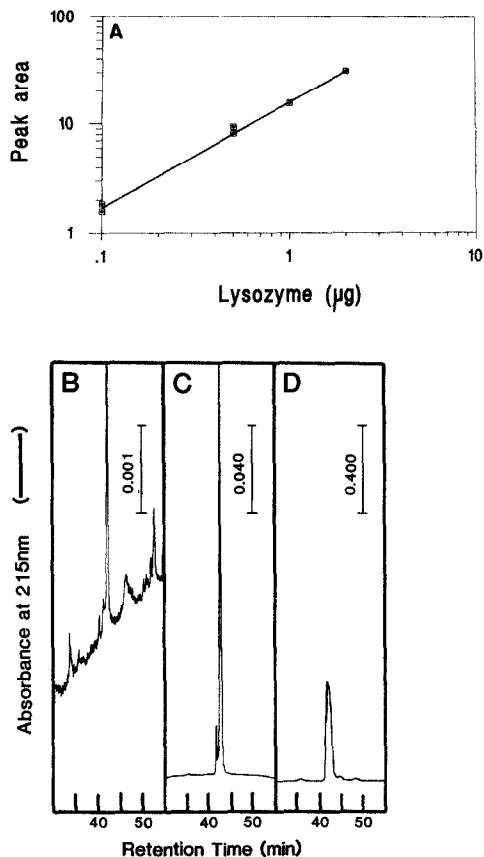 100
A
10
1
Peak area
.1 1 10
Lysozyme (µg)
B C D
0.001 0.040 0.400
Absorbance at 215nm (——)
40 50 40 50 40 50
Retention Time (min)